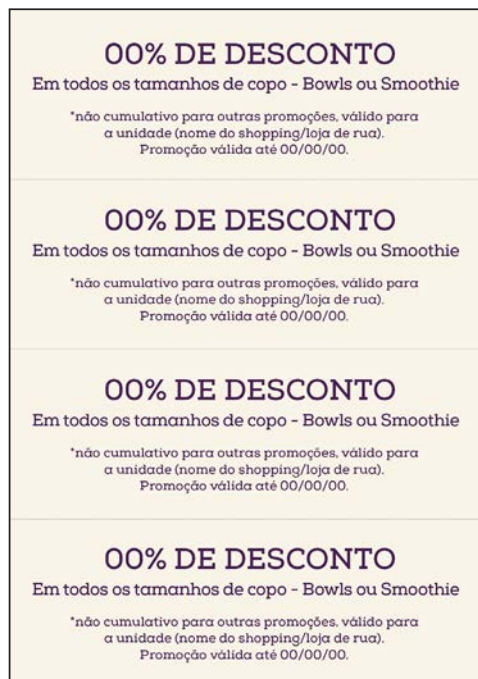 00% DE DESCONTO
Em todos os tamanhos de copo - Bowls ou Smoothie
*não cumulativo para outras promoções, válido para
a unidade (nome do shopping/loja de rua).
Promoção válida até 00/00/00.
00% DE DESCONTO
Em todos os tamanhos de copo - Bowls ou Smoothie
*não cumulativo para outras promoções, válido para
a unidade (nome do shopping/loja de rua).
Promoção válida até 00/00/00.
00% DE DESCONTO
Em todos os tamanhos de copo - Bowls ou Smoothie
*não cumulativo para outras promoções, válido para
a unidade (nome do shopping/loja de rua).
Promoção válida até 00/00/00.
00% DE DESCONTO
Em todos os tamanhos de copo - Bowls ou Smoothie
*não cumulativo para outras promoções, válido para
a unidade (nome do shopping/loja de rua).
Promoção válida até 00/00/00.